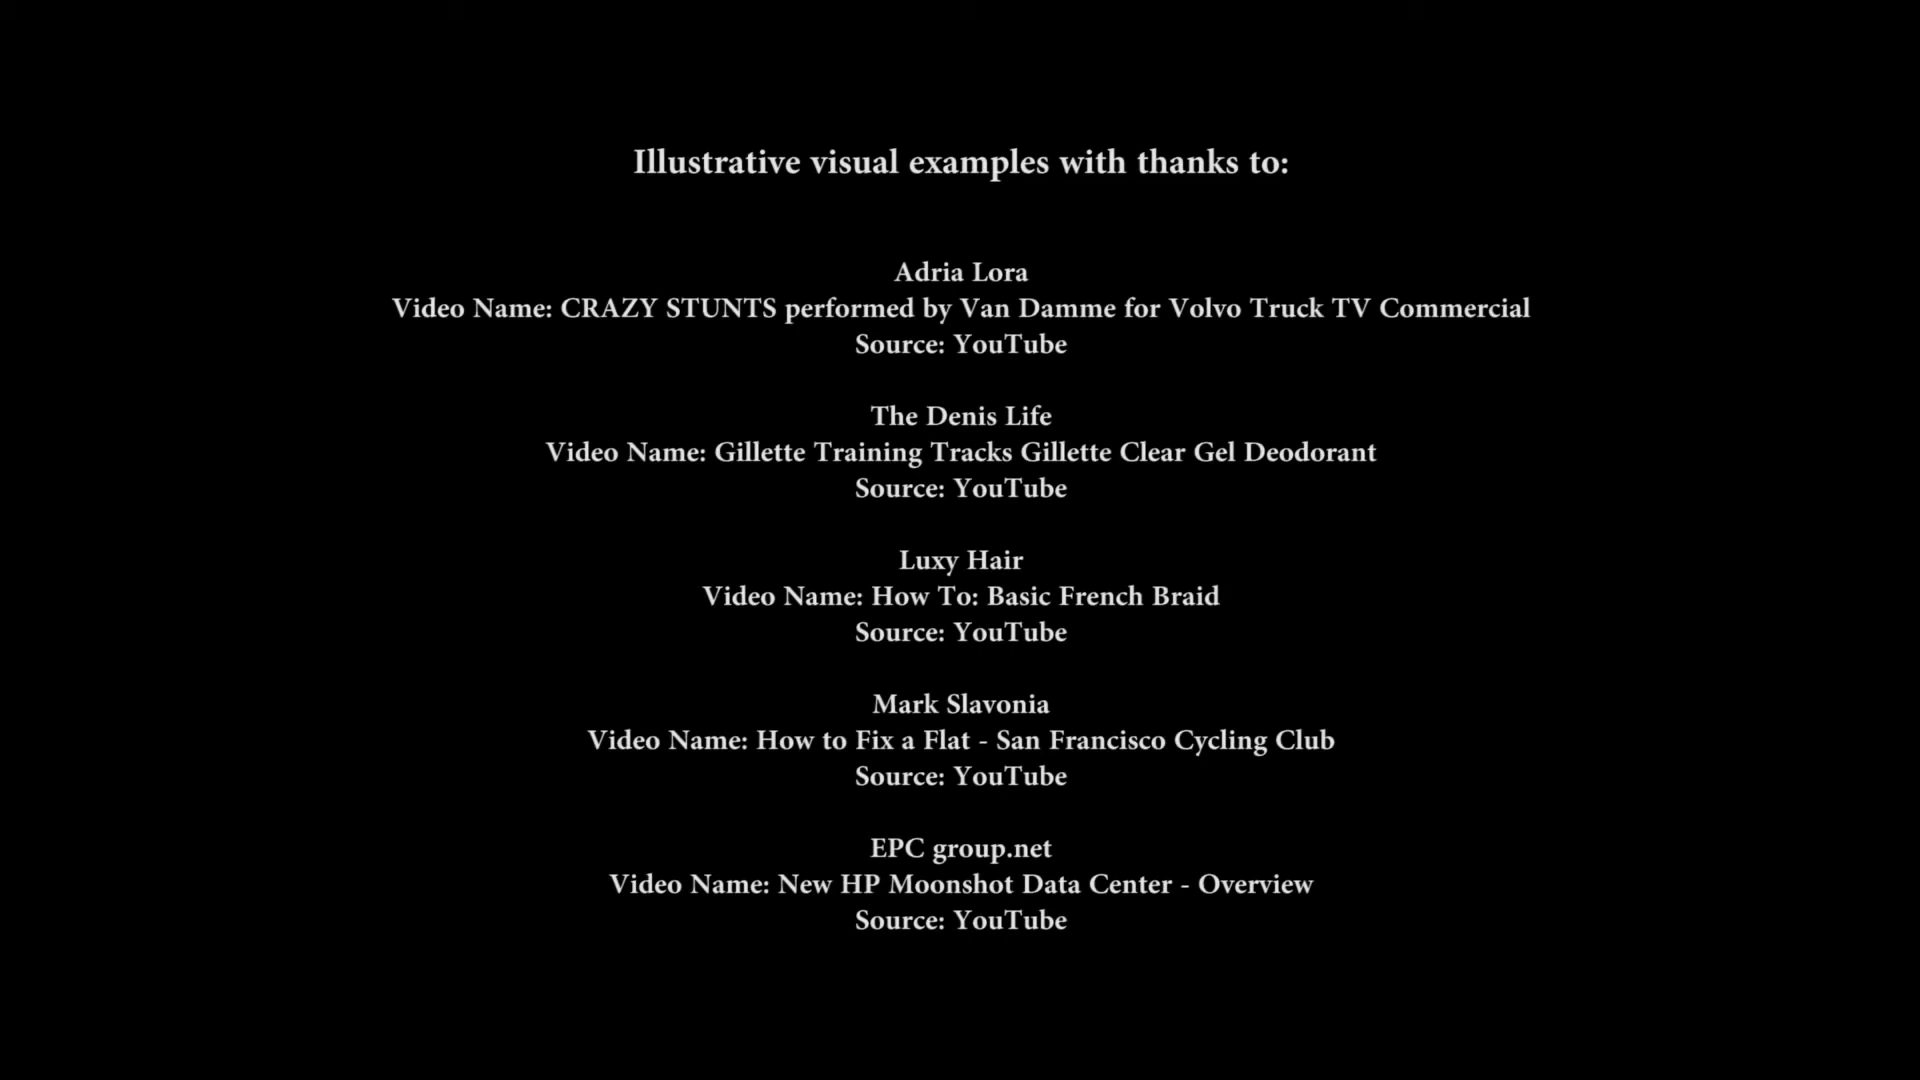 Illustrative visual examples with thanks to:
Adria Lora
Video Name: CRAZY STUNTS performed by Van Damme for Volvo Truck TV Commercial
Source: YouTube
The Denis Life
Video Name: Gillette Training Tracks Gillette Clear Gel Deodorant
Source: YouTube
Luxy Hair
Video Name: How To: Basic French Braid
Source: YouTube
Mark Slavonia
Video Name: How to Fix a Flat - San Francisco Cycling Club
Source: YouTube
EPC group.net
Video Name: New HP Moonshot Data Center - Overview
Source: YouTube